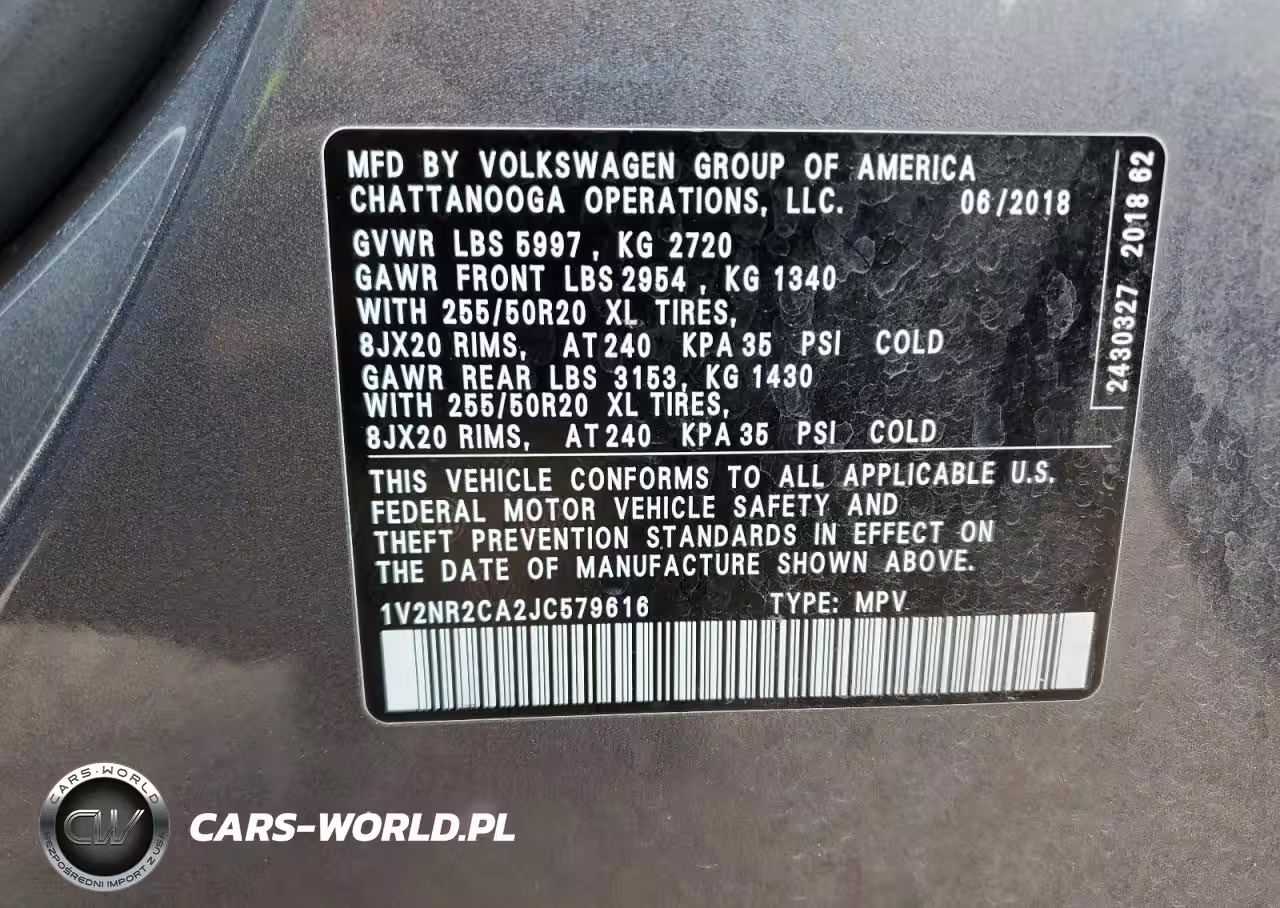 MFD BY VOLKSWAGEN GROUP OF AMERICA
CHATTANOOGA OPERATIONS, LLC. 06/2018
GVWR LBS 5997, KG 2720
GAWR FRONT LBS 2954, KG 1340
WITH 255/50R20 XL TIRES,
8JX20 RIMS, AT 240 KPA 35 PSI COLD
GAWR REAR LBS 3153, KG 1430
WITH 255/50R20 XL TIRES,
8JX20 RIMS, AT 240 KPA 35 PSI COLD
2430327 2018 62
THIS VEHICLE CONFORMS TO ALL APPLICABLE U.S.
FEDERAL MOTOR VEHICLE SAFETY AND
THEFT PREVENTION STANDARDS IN EFFECT ON
THE DATE OF MANUFACTURE SHOWN ABOVE.
1V2NR2CA2JC579616 TYPE: MPV
CARS-WORLD
CW
BEZPOŚREDNI IMPORT Z USA
CARS-WORLD.PL